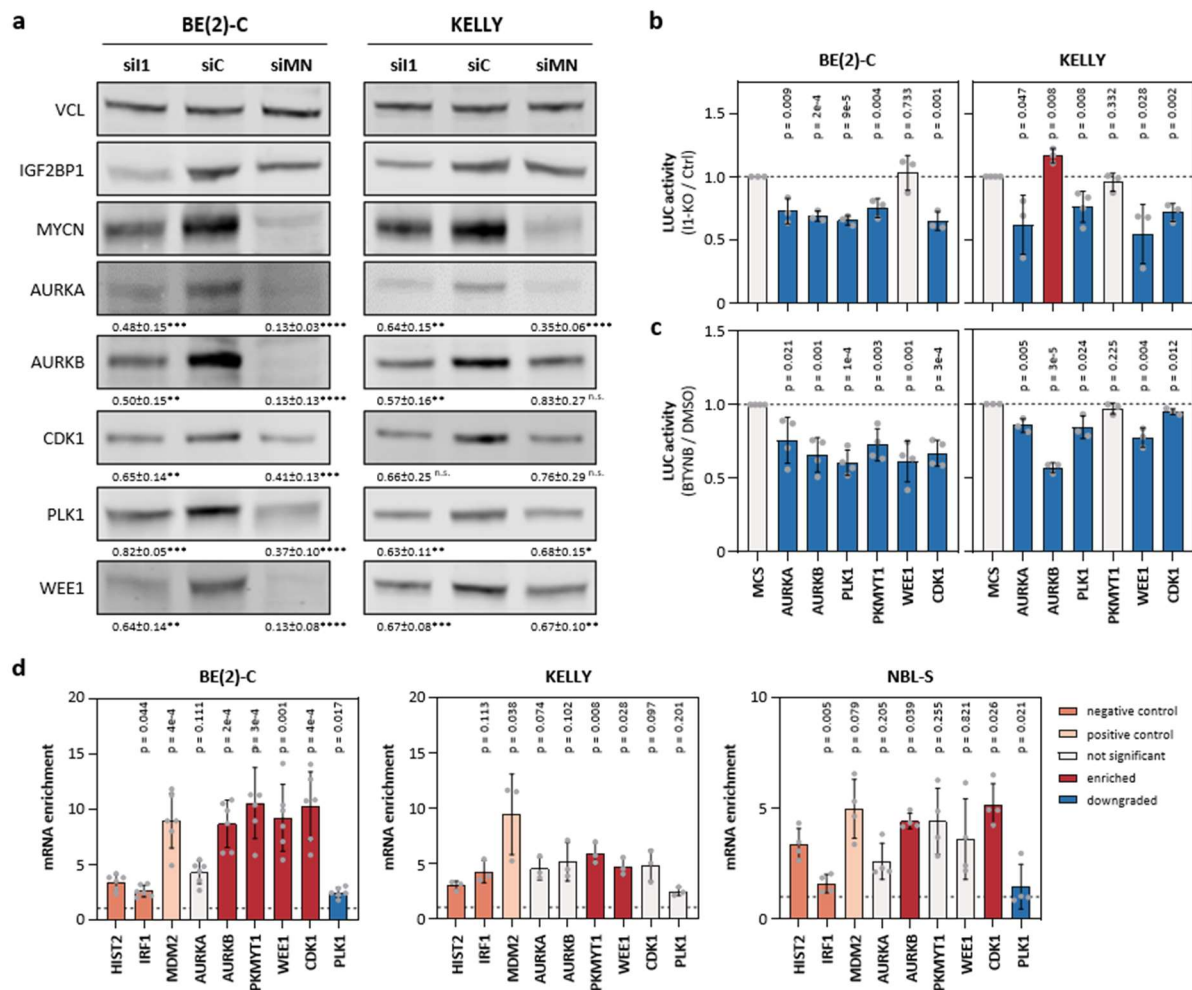 a
BE(2)-C KELLY
siI1 siC siMN siI1 siC siMN
VCL
IGF2BP1
MYCN
AURKA
0.48±0.15*** 0.13±0.03**** 0.64±0.15** 0.35±0.06****
AURKB
0.50±0.15** 0.13±0.13**** 0.57±0.16** 0.83±0.27 n.s.
CDK1
0.65±0.14** 0.41±0.13*** 0.66±0.25 n.s. 0.76±0.29 n.s.
PLK1
0.82±0.05*** 0.37±0.10**** 0.63±0.11** 0.68±0.15*
WEE1
0.64±0.14** 0.13±0.08**** 0.67±0.08*** 0.67±0.10**
b
BE(2)-C KELLY
LUC activity
(I1-KO / Ctrl)
1.5
1.0
0.5
0
p = 0.009 p = 2e-4 p = 9e-5 p = 0.004 p = 0.733 p = 0.001
p = 0.047 p = 0.008 p = 0.008 p = 0.332 p = 0.028 p = 0.002
c
LUC activity
(BTYNB / DMSO)
1.5
1.0
0.5
0
p = 0.021 p = 0.001 p = 1e-4 p = 0.003 p = 0.001 p = 3e-4
p = 0.005 p = 3e-5 p = 0.024 p = 0.225 p = 0.004 p = 0.012
MCS AURKA AURKB PLK1 PKMYT1 WEE1 CDK1
MCS AURKA AURKB PLK1 PKMYT1 WEE1 CDK1
d
BE(2)-C
mRNA enrichment
20
15
10
5
0
p = 0.044 p = 4e-4 p = 0.111 p = 2e-4 p = 3e-4 p = 0.001 p = 4e-4 p = 0.017
HIST2 IRF1 MDM2 AURKA AURKB PKMYT1 WEE1 CDK1 PLK1
KELLY
mRNA enrichment
20
15
10
5
0
p = 0.113 p = 0.038 p = 0.074 p = 0.102 p = 0.008 p = 0.028 p = 0.097 p = 0.201
HIST2 IRF1 MDM2 AURKA AURKB PKMYT1 WEE1 CDK1 PLK1
NBL-S
mRNA enrichment
10
5
0
p = 0.005 p = 0.079 p = 0.205 p = 0.039 p = 0.255 p = 0.821 p = 0.026 p = 0.021
HIST2 IRF1 MDM2 AURKA AURKB PKMYT1 WEE1 CDK1 PLK1
negative control
positive control
not significant
enriched
downgraded